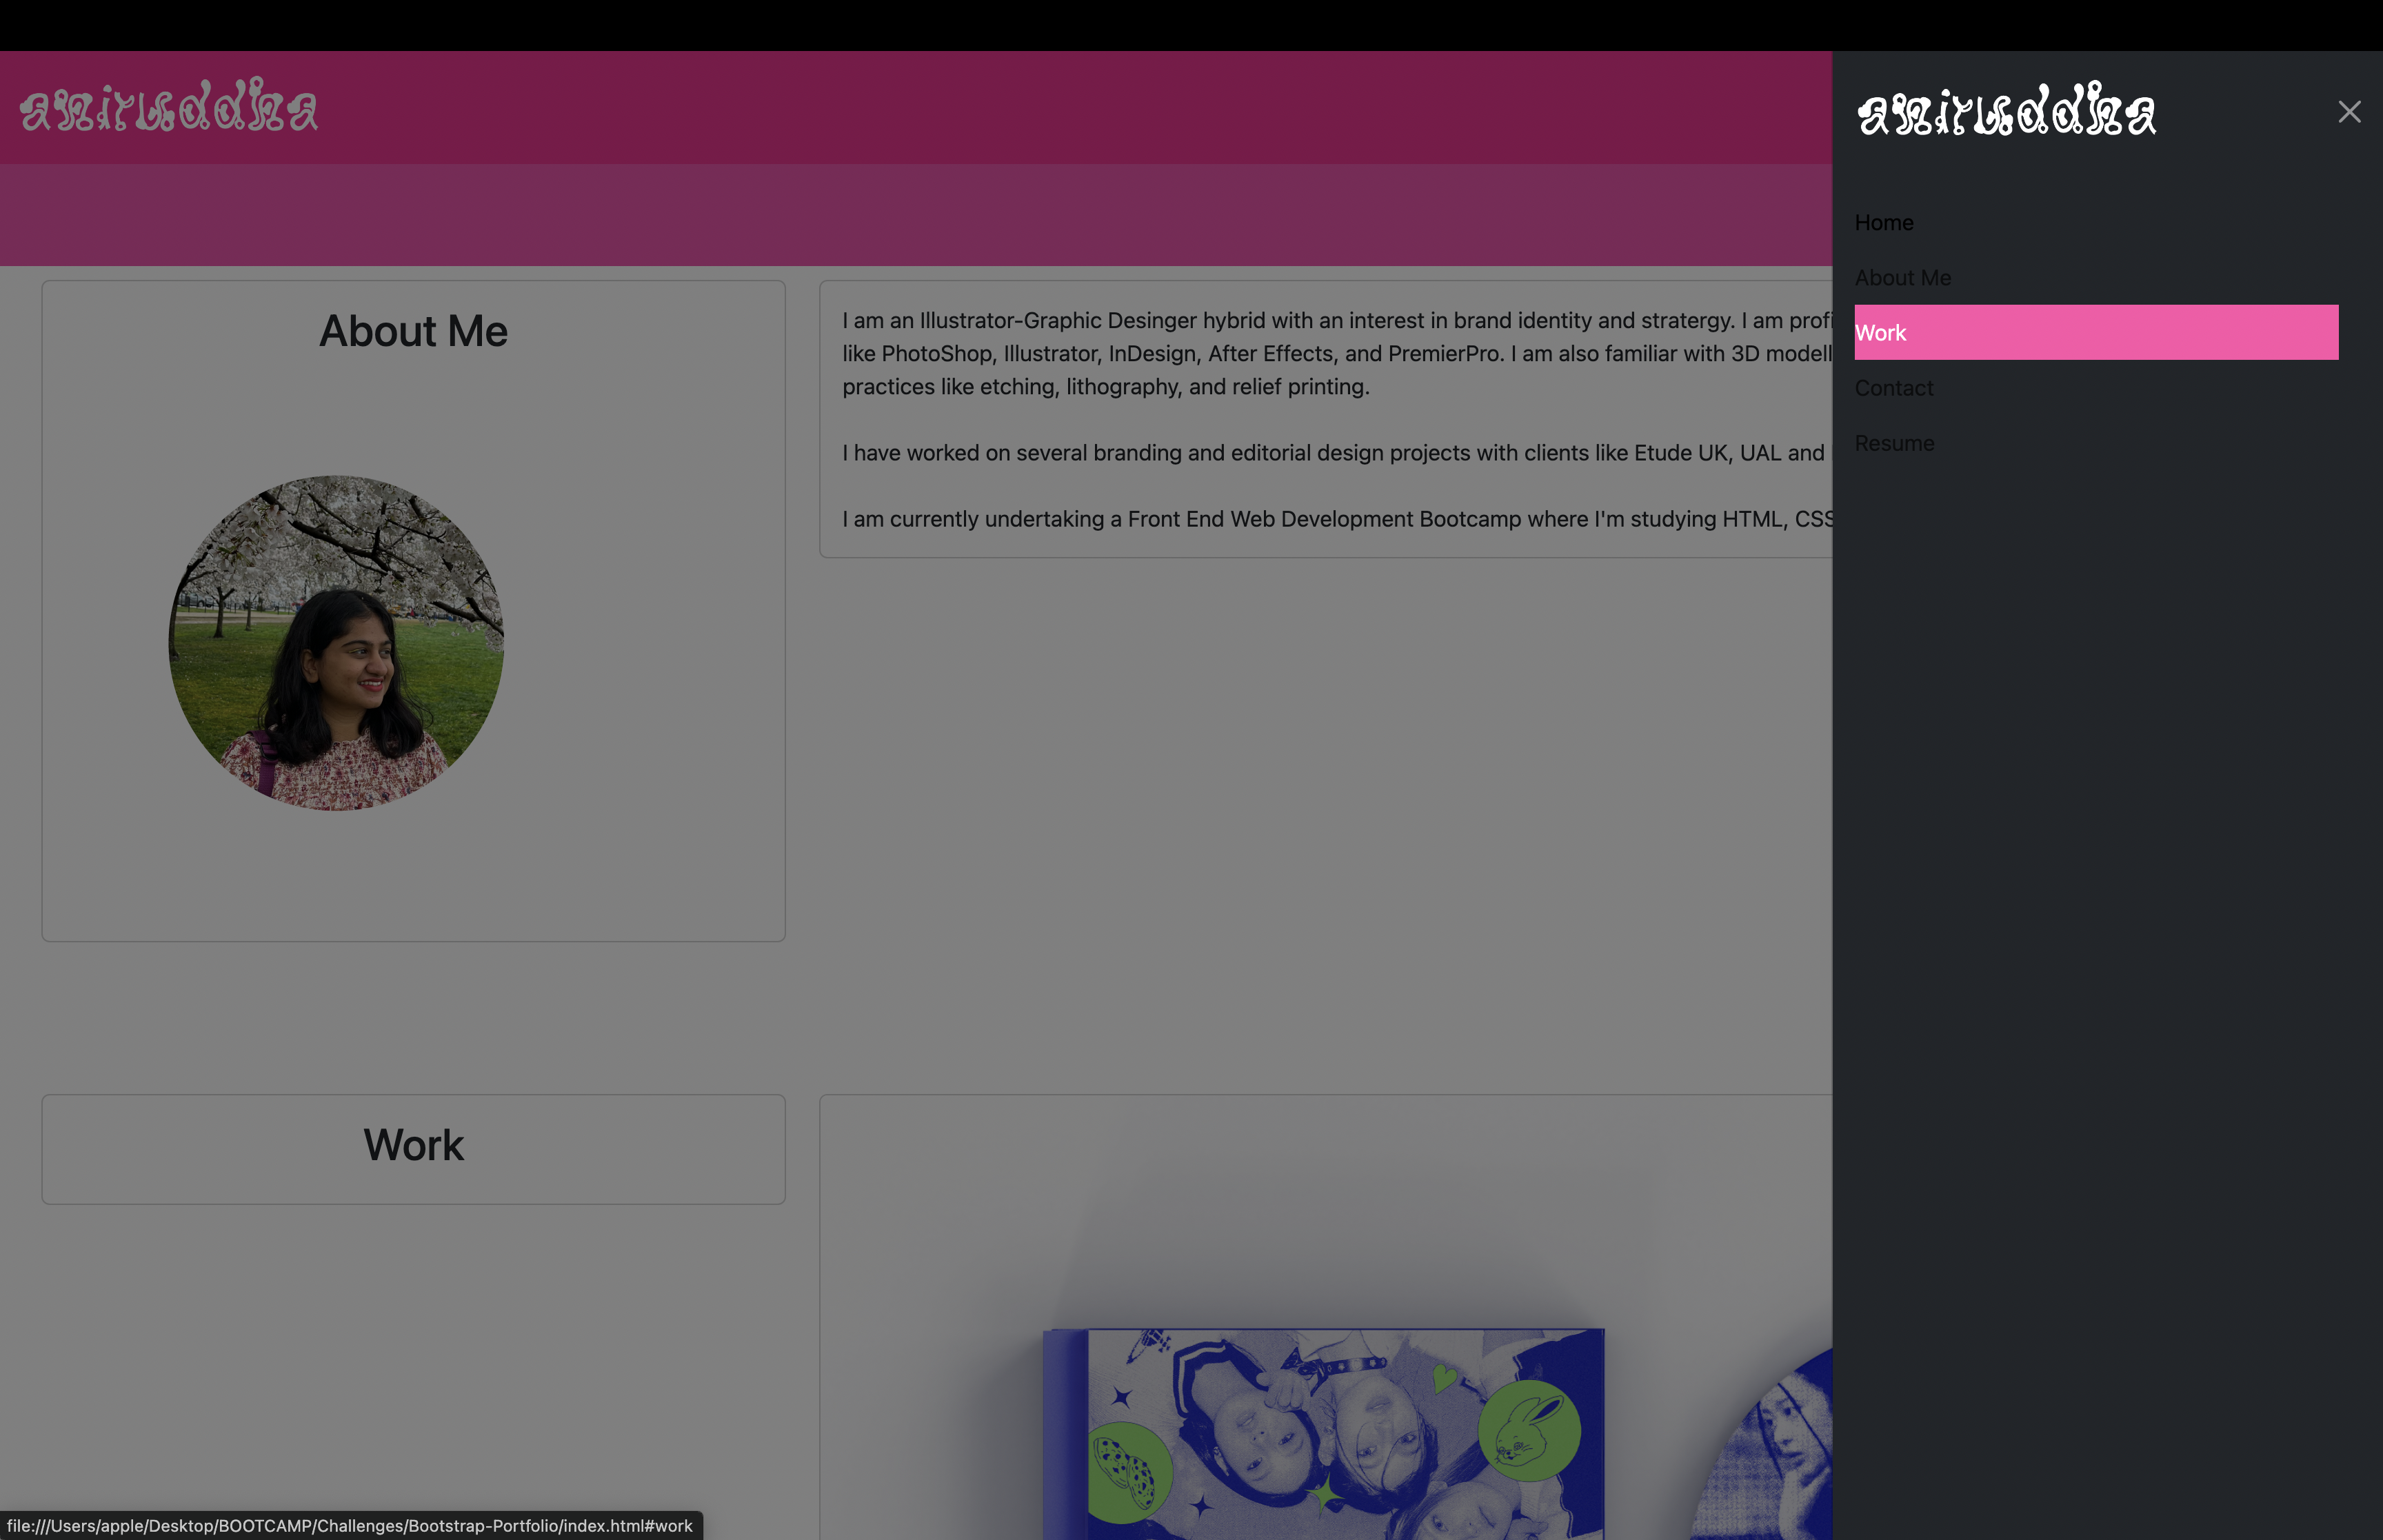 aniruddha
aniruddha
Home
About Me
Work
Contact
Resume
About Me
I am an Illustrator-Graphic Desinger hybrid with an interest in brand identity and stratergy. I am profi
like PhotoShop, Illustrator, InDesign, After Effects, and PremierPro. I am also familiar with 3D modell
practices like etching, lithography, and relief printing.
I have worked on several branding and editorial design projects with clients like Etude UK, UAL and
I am currently undertaking a Front End Web Development Bootcamp where I'm studying HTML, CSS
Work
file:///Users/apple/Desktop/BOOTCAMP/Challenges/Bootstrap-Portfolio/index.html#work